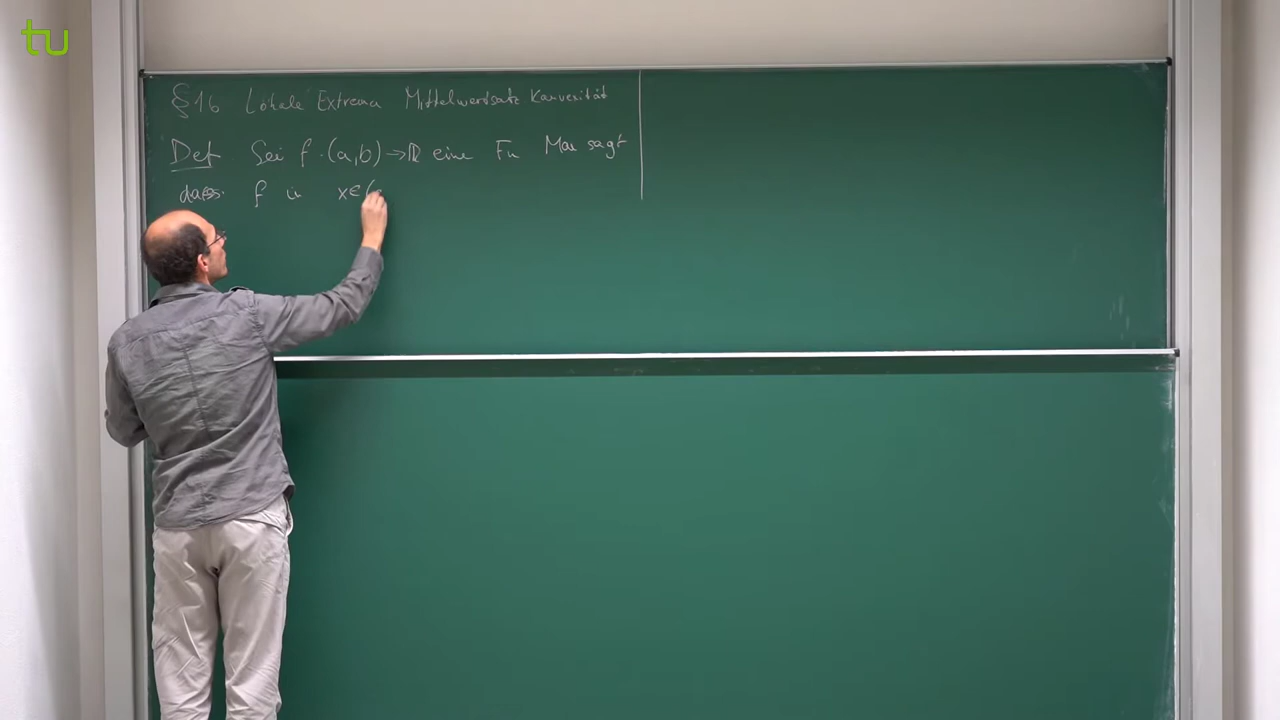 tu
§16 Lokale Extrema Mittelwertsatz Konvexität
Def Sei f:(a,b)→ℝ eine Fn Man sagt
dass f in x∈(